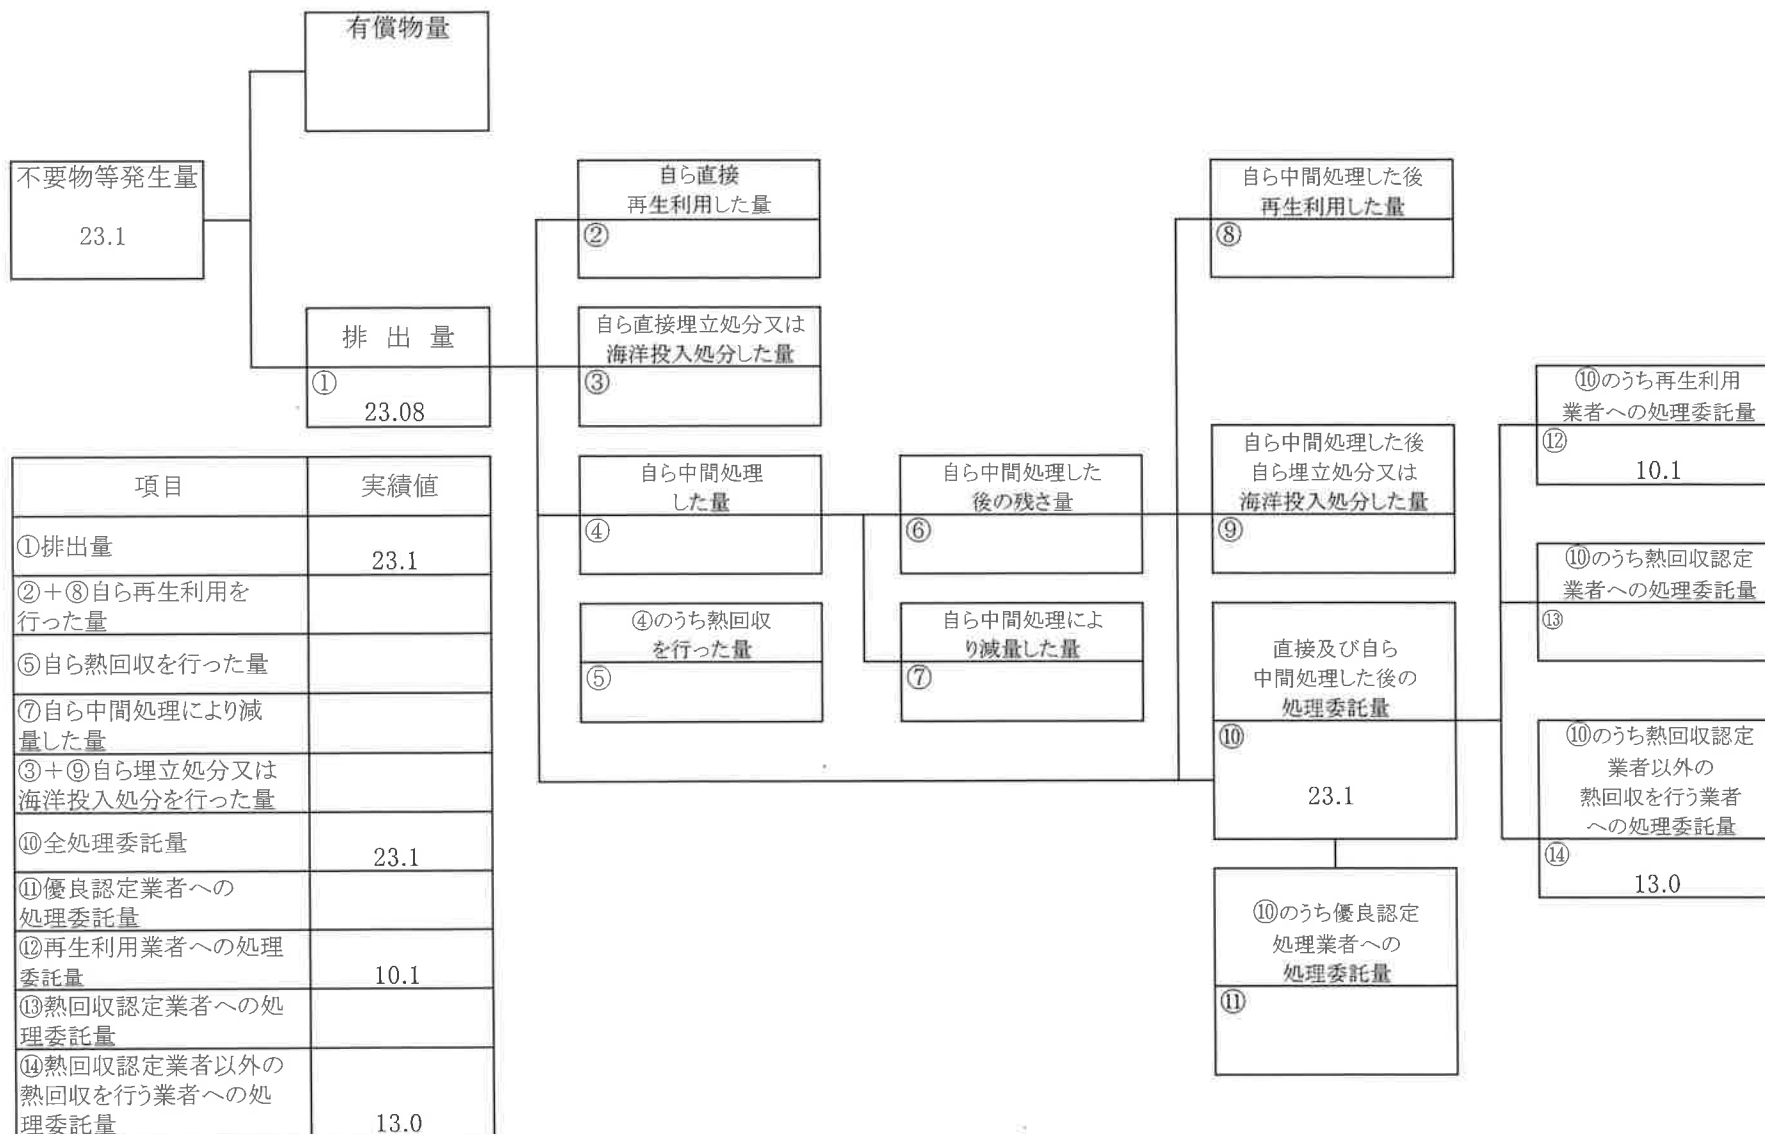 有償物量
不要物等発生量
23.1
排 出 量
①
23.08
自ら直接
再生利用した量
②
自ら直接埋立処分又は
海洋投入処分した量
③
自ら中間処理
した量
④
④のうち熱回収
を行った量
⑤
自ら中間処理した
後の残さ量
⑥
自ら中間処理によ
り減量した量
⑦
自ら中間処理した後
再生利用した量
⑧
自ら中間処理した後
自ら埋立処分又は
海洋投入処分した量
⑨
直接及び自ら
中間処理した後の
処理委託量
⑩
23.1
⑩のうち優良認定
処理業者への
処理委託量
⑪
⑩のうち再生利用
業者への処理委託量
⑫
10.1
⑩のうち熱回収認定
業者への処理委託量
⑬
⑩のうち熱回収認定
業者以外の
熱回収を行う業者
への処理委託量
⑭
13.0
項目 実績値
①排出量 23.1
②+⑧自ら再生利用を
行った量
⑤自ら熱回収を行った量
⑦自ら中間処理により減
量した量
③+⑨自ら埋立処分又は
海洋投入処分を行った量
⑩全処理委託量 23.1
⑪優良認定業者への
処理委託量
⑫再生利用業者への処理
委託量 10.1
⑬熱回収認定業者への処
理委託量
⑭熱回収認定業者以外の
熱回収を行う業者への処
理委託量 13.0